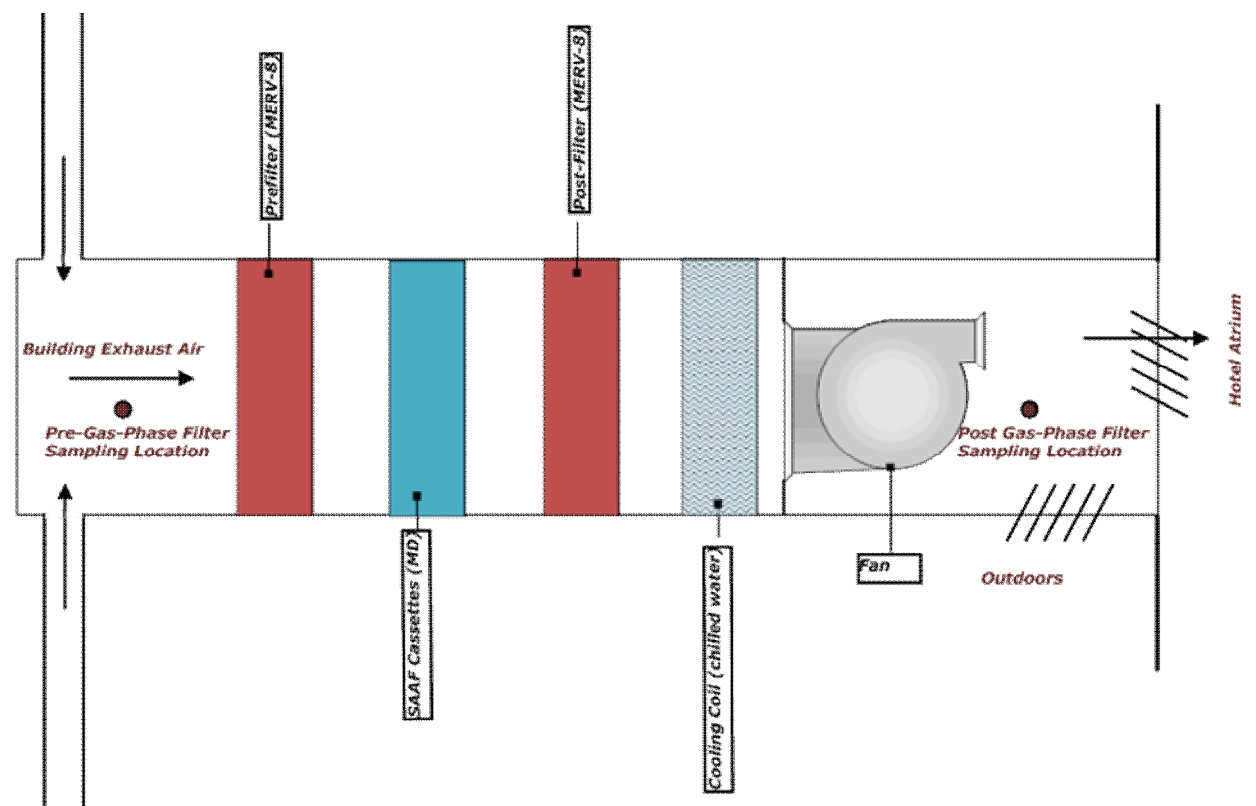 Prefilter (MERV-8)
Post-Filter (MERV-8)
Building Exhaust Air
Pre-Gas-Phase Filter
Sampling Location
Post Gas-Phase Filter
Sampling Location
Hotel Atrium
SAAF Cassettes (MD)
Cooling Coil (chilled water)
Fan
Outdoors